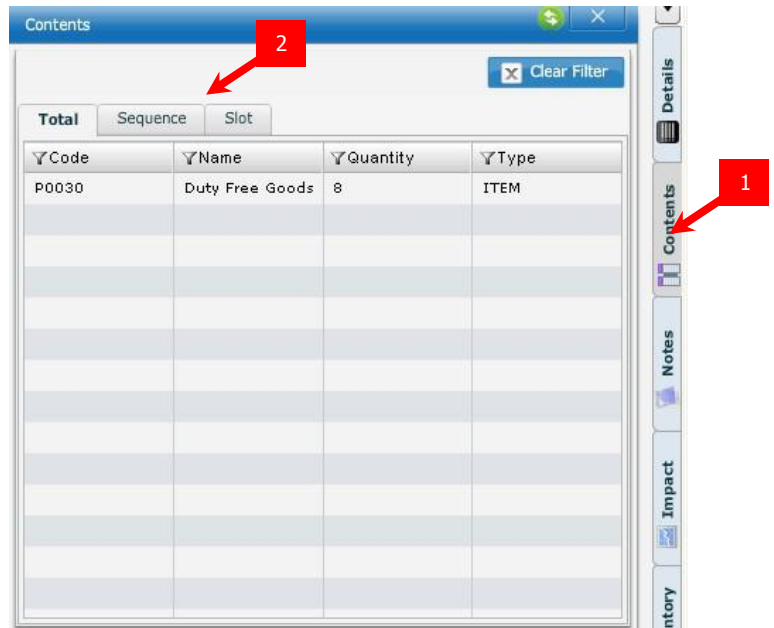 Contents
2
Clear Filter
Total Sequence Slot
Code Name Quantity Type
P0030 Duty Free Goods 8 ITEM
Details
1
Contents
Notes
Impact
ntory